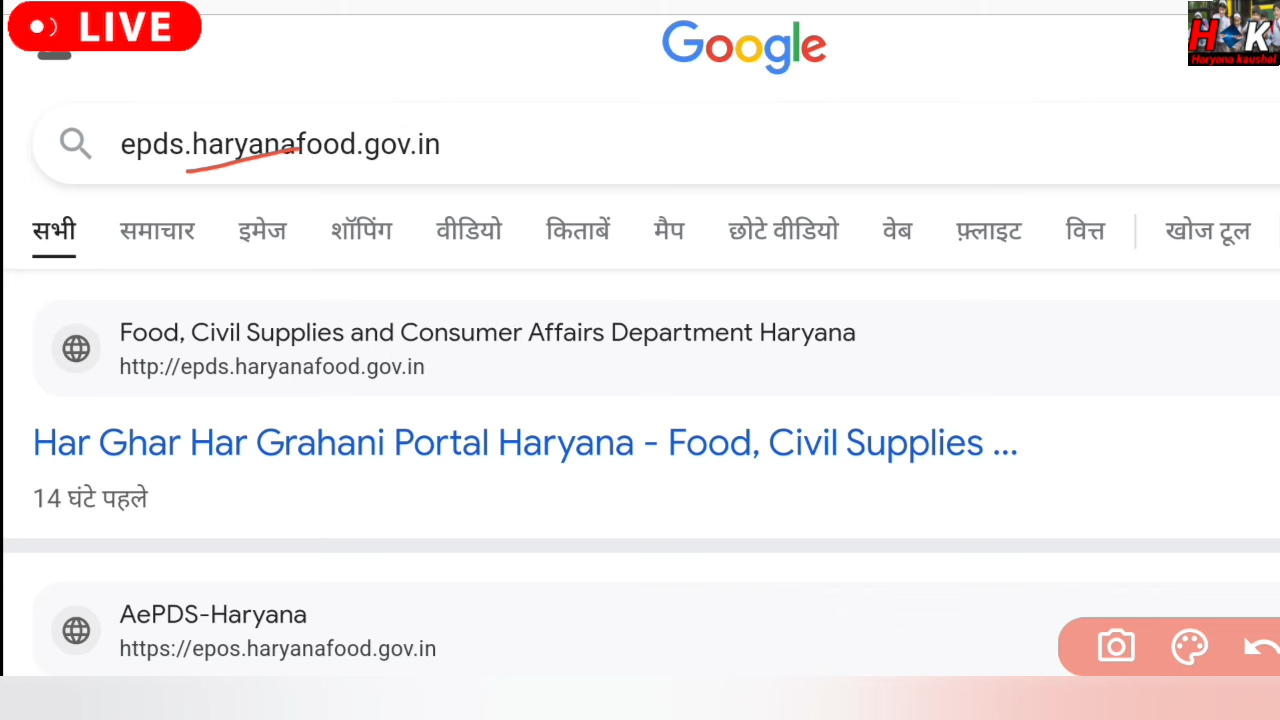 LIVE
Google
H K
Haryana kaushal
epds.haryanafood.gov.in
सभी समाचार इमेज शॉपिंग वीडियो किताबें मैप छोटे वीडियो वेब फ़्लाइट वित्त खोज टूल
Food, Civil Supplies and Consumer Affairs Department Haryana
http://epds.haryanafood.gov.in
Har Ghar Har Grahani Portal Haryana - Food, Civil Supplies ...
14 घंटे पहले
AePDS-Haryana
https://epos.haryanafood.gov.in